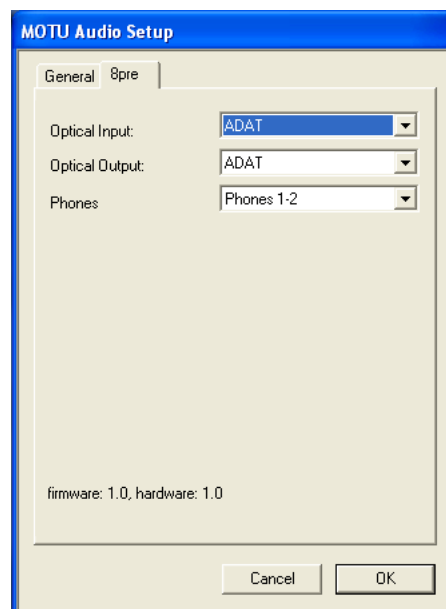 MOTU Audio Setup
General 8pre
Optical Input: ADAT
Optical Output: ADAT
Phones Phones 1-2
firmware: 1.0, hardware: 1.0
Cancel OK